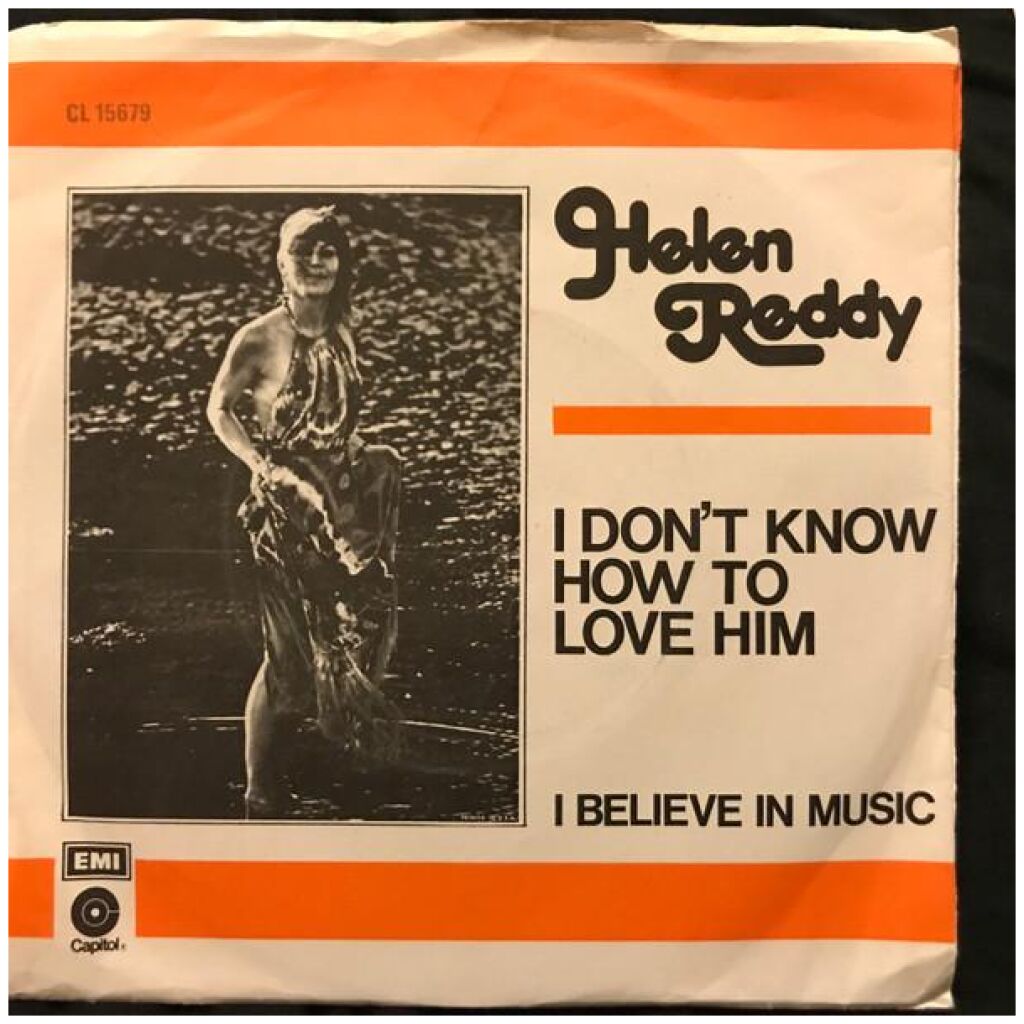 CL 15679
Helen
Reddy
I DON'T KNOW
HOW TO
LOVE HIM
I BELIEVE IN MUSIC
EMI
Capitol